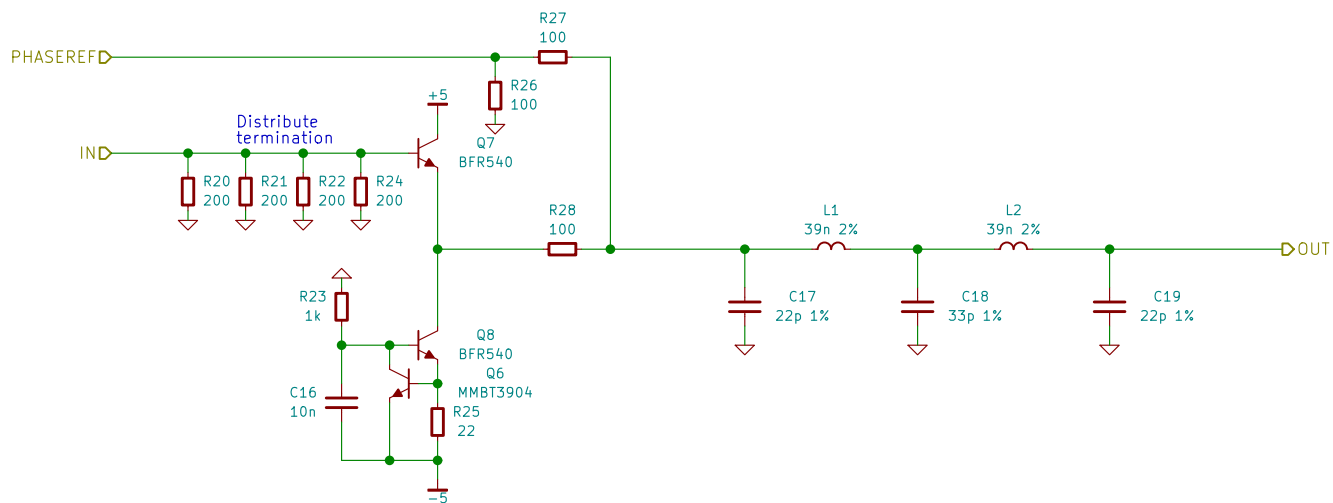 R27
100
PHASEREF
R26
100
+5
Distribute
termination
Q7
BFR540
IN
R20
200
R21
200
R22
200
R24
200
R28
100
L1
39n 2%
L2
39n 2%
OUT
R23
1k
C17
22p 1%
C18
33p 1%
C19
22p 1%
Q8
BFR540
Q6
MMBT3904
C16
10n
R25
22
-5